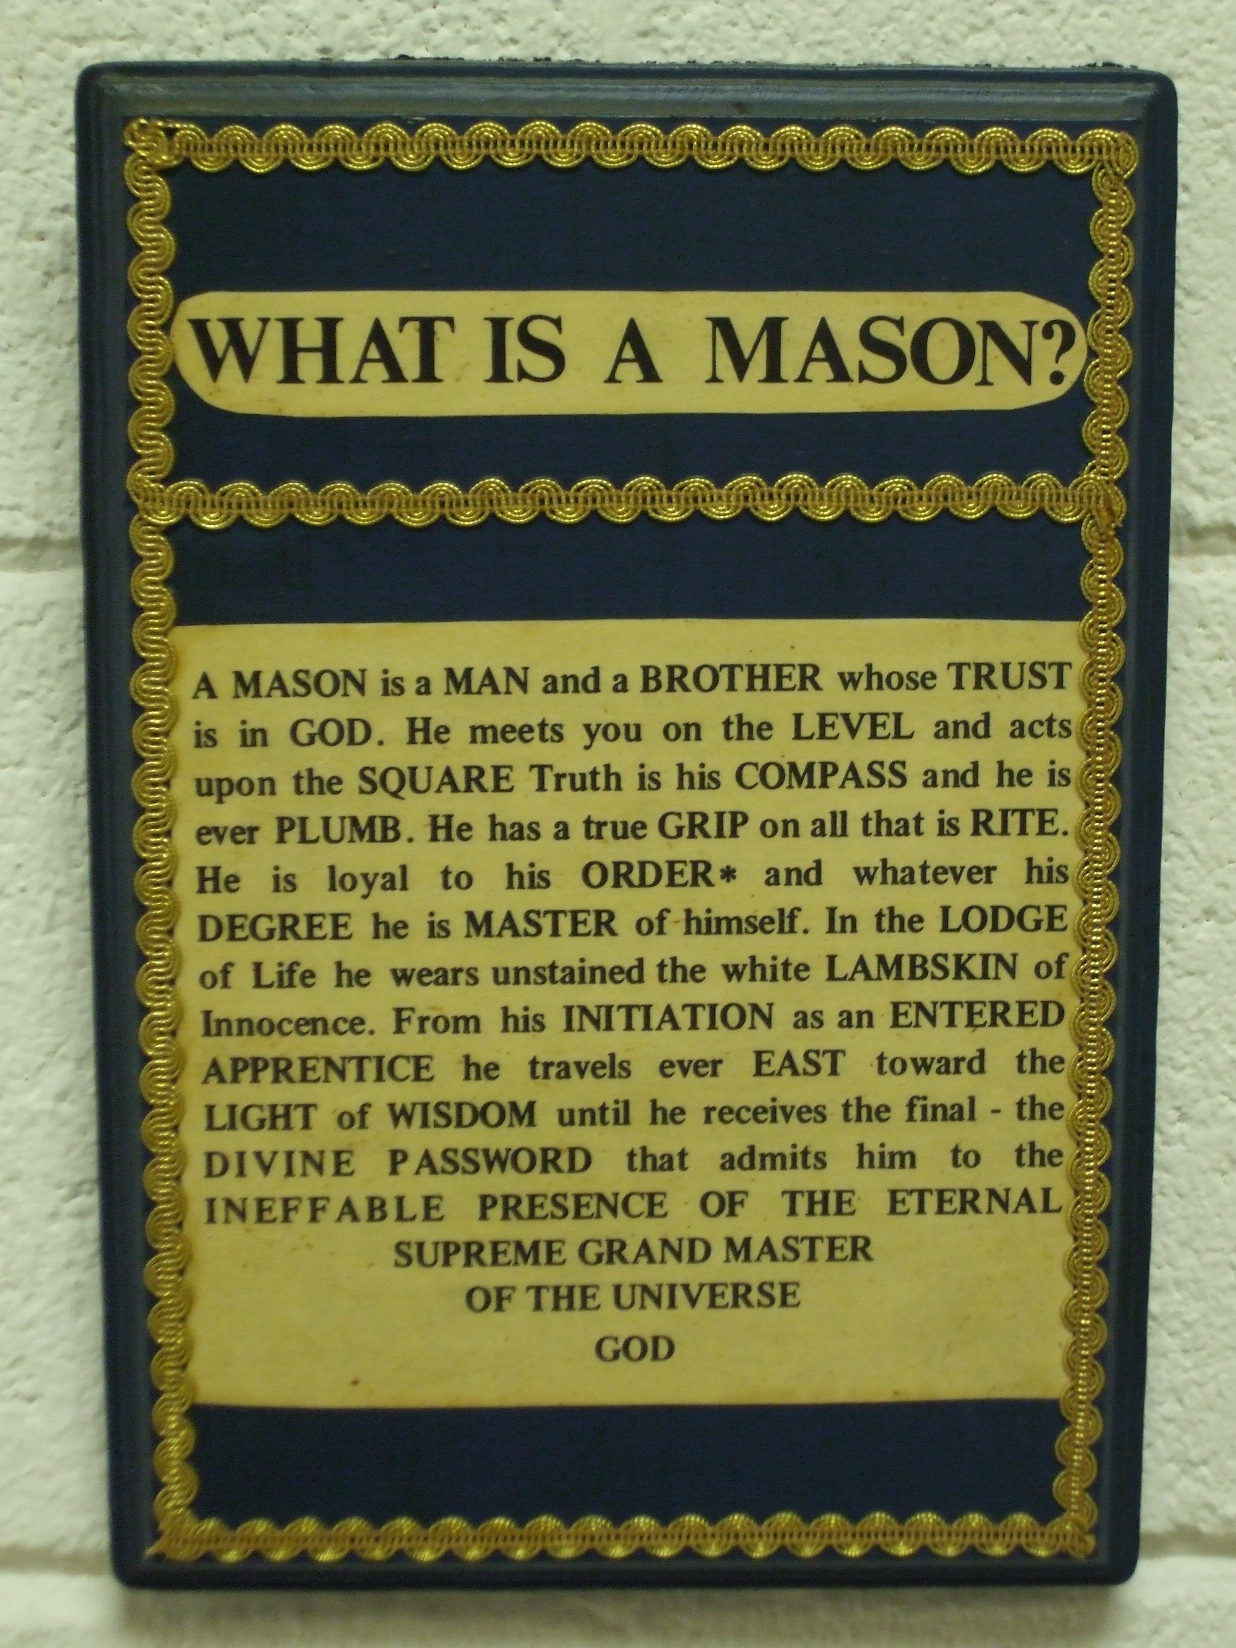 WHAT IS A MASON?
A MASON is a MAN and a BROTHER whose TRUST
is in GOD. He meets you on the LEVEL and acts
upon the SQUARE Truth is his COMPASS and he is
ever PLUMB. He has a true GRIP on all that is RITE.
He is loyal to his ORDER* and whatever his
DEGREE he is MASTER of himself. In the LODGE
of Life he wears unstained the white LAMBSKIN of
Innocence. From his INITIATION as an ENTERED
APPRENTICE he travels ever EAST toward the
LIGHT of WISDOM until he receives the final - the
DIVINE PASSWORD that admits him to the
INEFFABLE PRESENCE OF THE ETERNAL
SUPREME GRAND MASTER
OF THE UNIVERSE
GOD